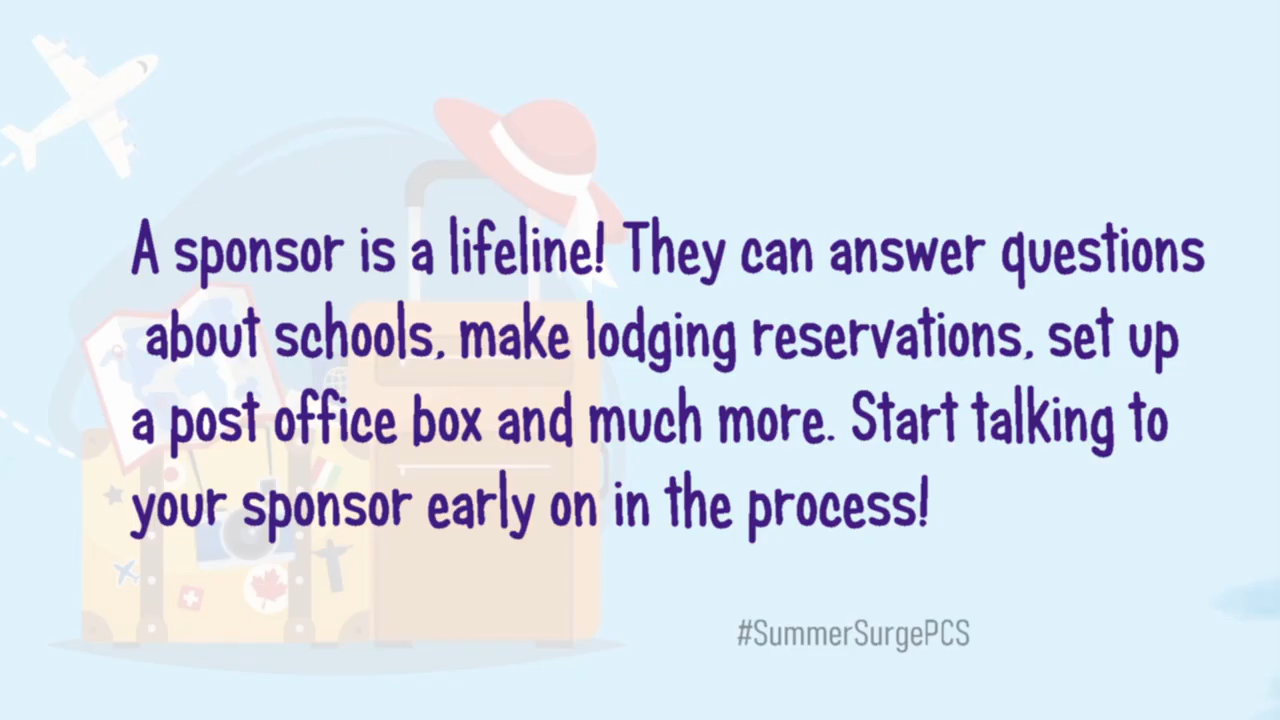 A sponsor is a lifeline! They can answer questions
about schools, make lodging reservations, set up
a post office box and much more. Start talking to
your sponsor early on in the process!
#SummerSurgePCS